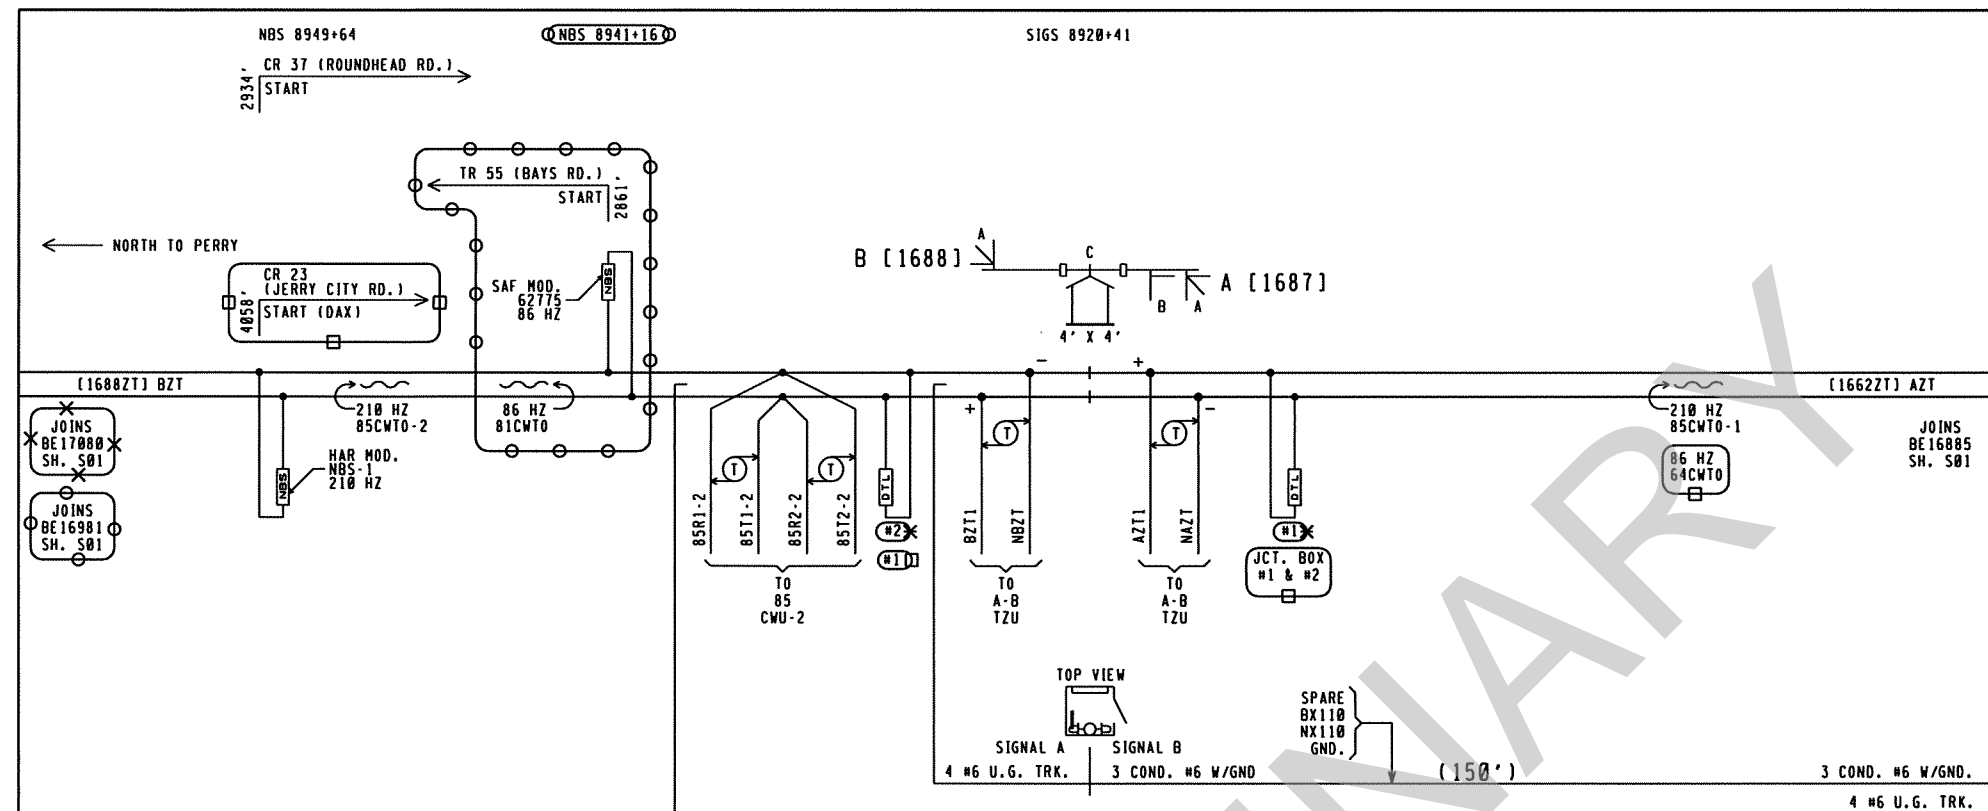 NBS 8949+64
NBS 8941+16
SIGS 8920+41
CR 37 (ROUNDHEAD RD.)
2934'
START
TR 55 (BAYS RD.)
START
2861'
NORTH TO PERRY
CR 23
(JERRY CITY RD.)
4058'
START (DAX)
SAF MOD.
62775
86 HZ
NBS
B [1688]
A
C
A [1687]
B
A
4' X 4'
[1688ZT] BZT
[1662ZT] AZT
210 HZ
85CWTO-2
86 HZ
81CWTO
210 HZ
85CWTO-1
86 HZ
64CWTO
JOINS
BE17080
SH. S01
JOINS
BE16981
SH. S01
JOINS
BE16885
SH. S01
HAR MOD.
NBS-1
210 HZ
NBS
T
T
85R1-2
85T1-2
85R2-2
85T2-2
TO
85
CWU-2
DTL
#2
#1
-
+
T
BZT1
NBZT
TO
A-B
TZU
+
-
T
AZT1
NAZT
TO
A-B
TZU
DTL
#1
JCT. BOX
#1 & #2
TOP VIEW
SIGNAL A
SIGNAL B
4 #6 U.G. TRK.
3 COND. #6 W/GND
SPARE
BX110
NX110
GND.
(150')
3 COND. #6 W/GND.
4 #6 U.G. TRK.